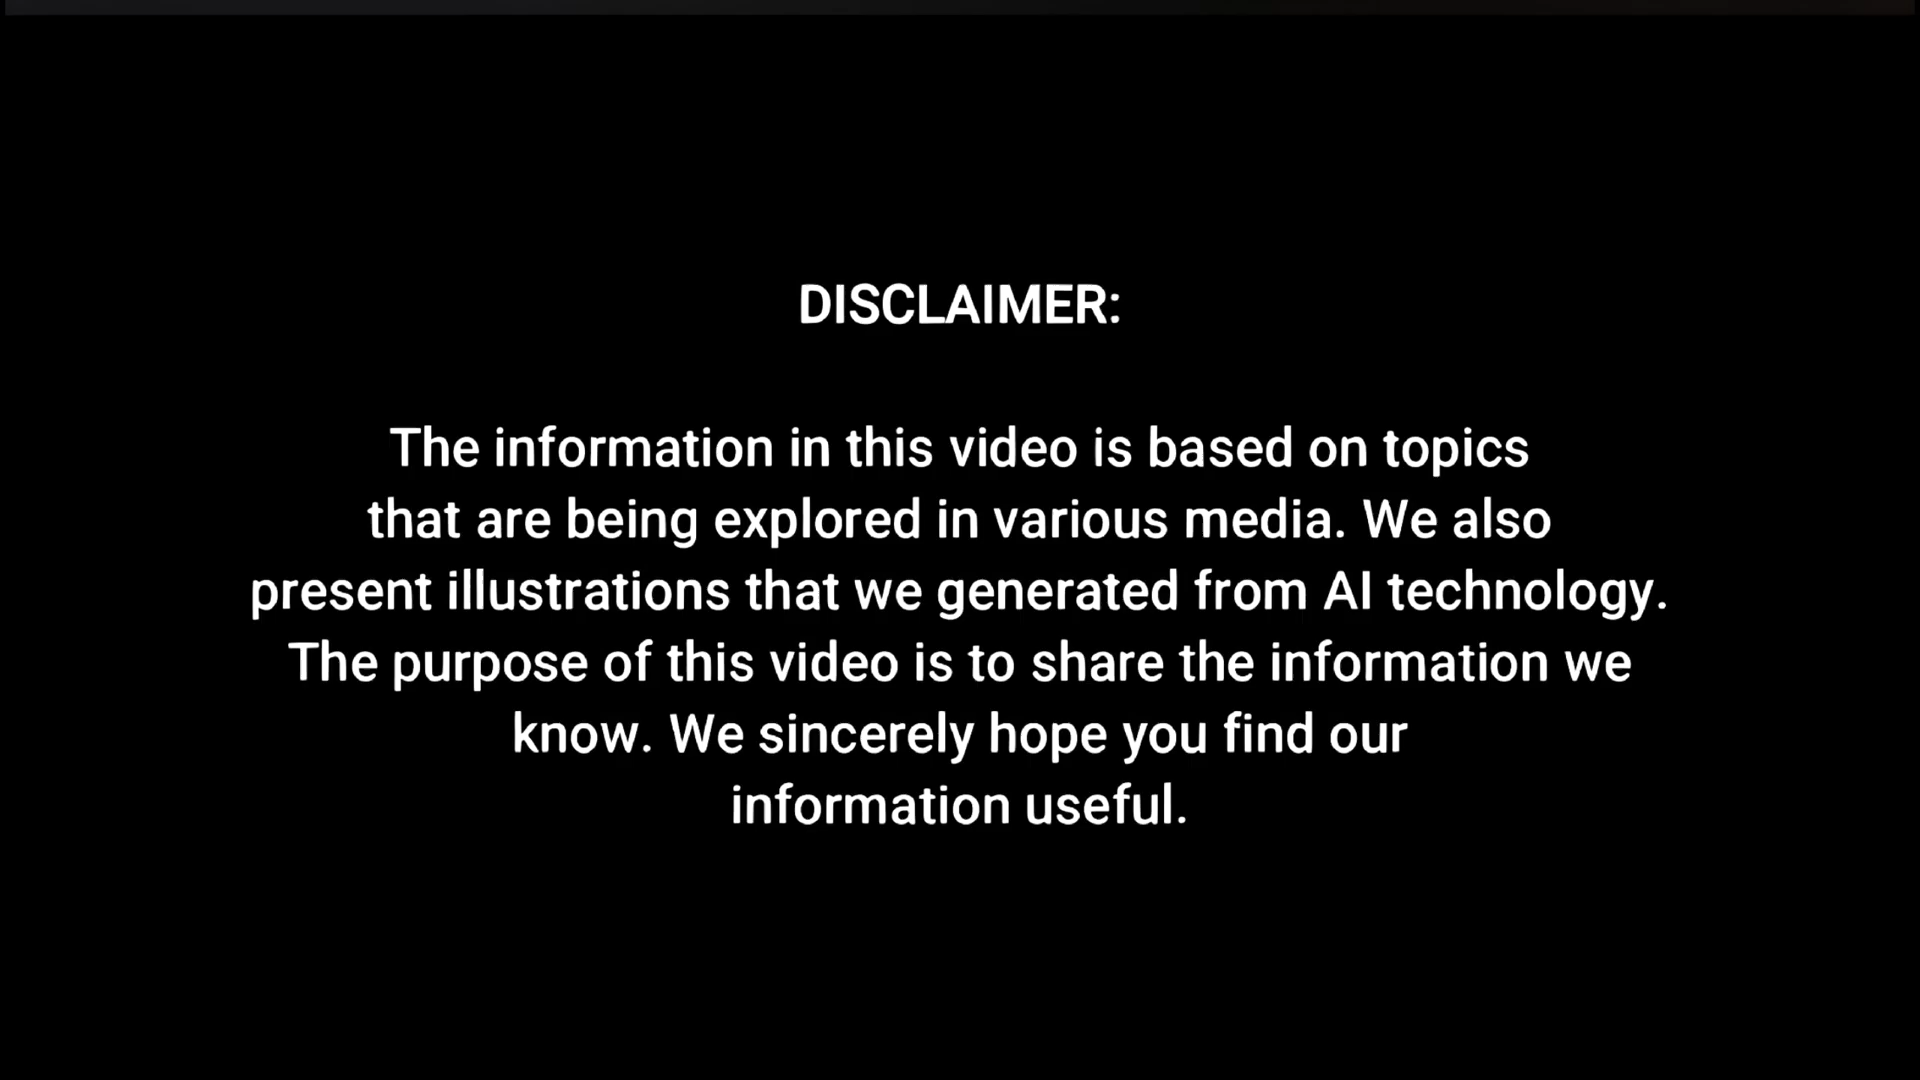 DISCLAIMER:
The information in this video is based on topics
that are being explored in various media. We also
present illustrations that we generated from AI technology.
The purpose of this video is to share the information we
know. We sincerely hope you find our
information useful.